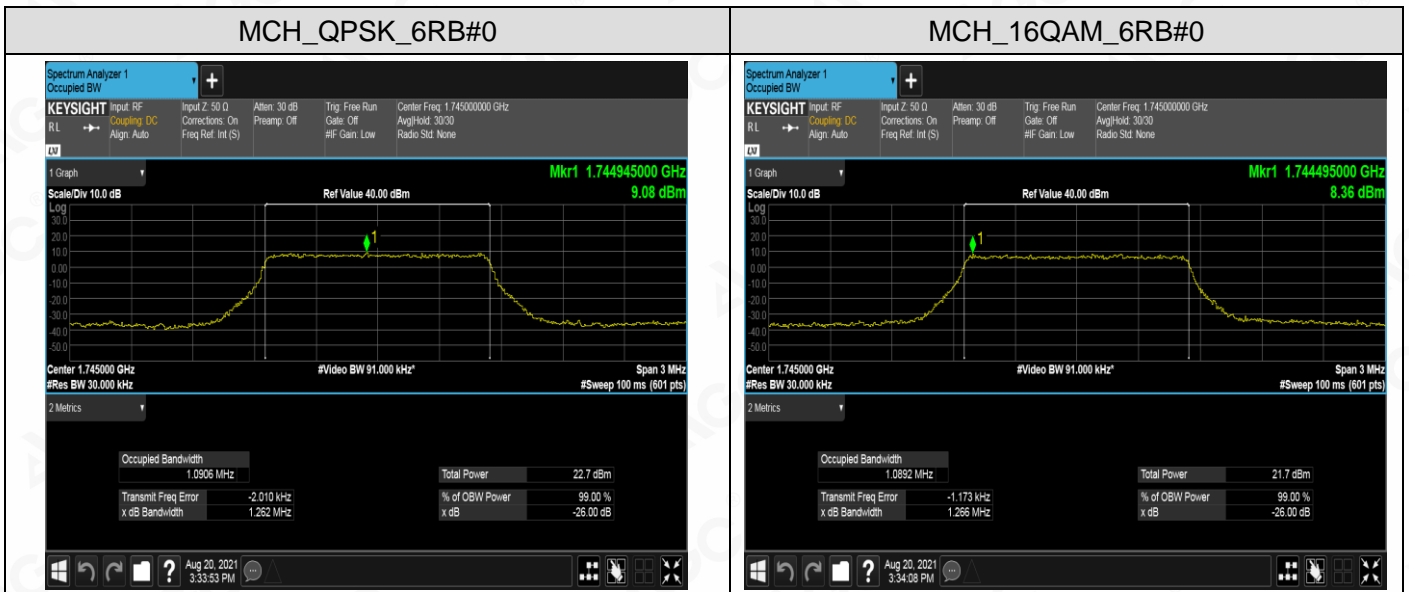 MCH_QPSK_6RB#0
Spectrum Analyzer 1
Occupied BW
KEYSIGHT Input: RF Input Z: 50 Ω Atten: 30 dB Trig: Free Run Center Freq: 1.745000000 GHz
RL Coupling: DC Corrections: On Preamp: Off Gate: Off Avg|Hold: 30/30
Align: Auto Freq Ref: Int (S) #IF Gain: Low Radio Std: None
LXI
1 Graph Mkr1 1.744945000 GHz
Scale/Div 10.0 dB Ref Value 40.00 dBm 9.08 dBm
Log
30.0
20.0
1
10.0
0.00
-10.0
-20.0
-30.0
-40.0
-50.0
Center 1.745000 GHz #Video BW 91.000 kHz* Span 3 MHz
#Res BW 30.000 kHz #Sweep 100 ms (601 pts)
2 Metrics
Occupied Bandwidth
1.0906 MHz Total Power 22.7 dBm
Transmit Freq Error -2.010 kHz % of OBW Power 99.00 %
x dB Bandwidth 1.262 MHz x dB -26.00 dB
? Aug 20, 2021
3:33:53 PM
MCH_16QAM_6RB#0
Spectrum Analyzer 1
Occupied BW
KEYSIGHT Input: RF Input Z: 50 Ω Atten: 30 dB Trig: Free Run Center Freq: 1.745000000 GHz
RL Coupling: DC Corrections: On Preamp: Off Gate: Off Avg|Hold: 30/30
Align: Auto Freq Ref: Int (S) #IF Gain: Low Radio Std: None
LXI
1 Graph Mkr1 1.744495000 GHz
Scale/Div 10.0 dB Ref Value 40.00 dBm 8.36 dBm
Log
30.0
20.0
1
10.0
0.00
-10.0
-20.0
-30.0
-40.0
-50.0
Center 1.745000 GHz #Video BW 91.000 kHz* Span 3 MHz
#Res BW 30.000 kHz #Sweep 100 ms (601 pts)
2 Metrics
Occupied Bandwidth
1.0892 MHz Total Power 21.7 dBm
Transmit Freq Error -1.173 kHz % of OBW Power 99.00 %
x dB Bandwidth 1.266 MHz x dB -26.00 dB
? Aug 20, 2021
3:34:08 PM